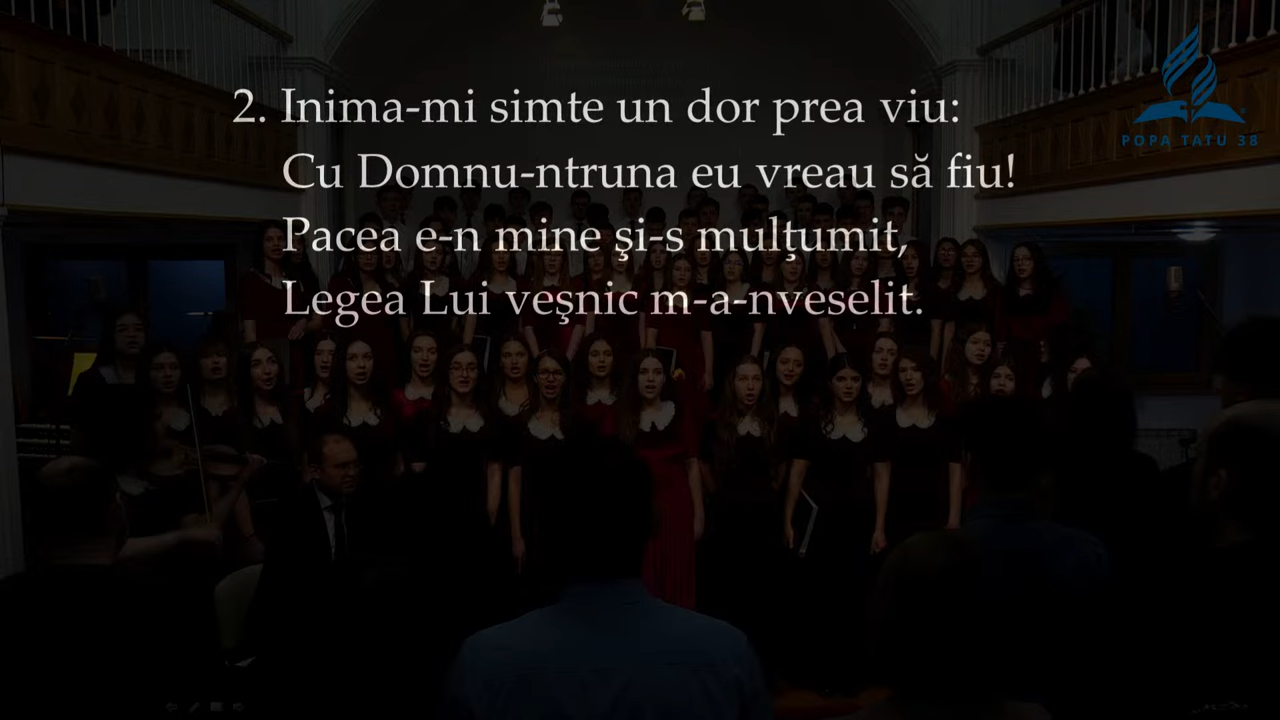 POPA TATU 38
2. Inima-mi simte un dor prea viu:
Cu Domnu-ntruna eu vreau să fiu!
Pacea e-n mine şi-s mulţumit,
Legea Lui veşnic m-a-nveselit.